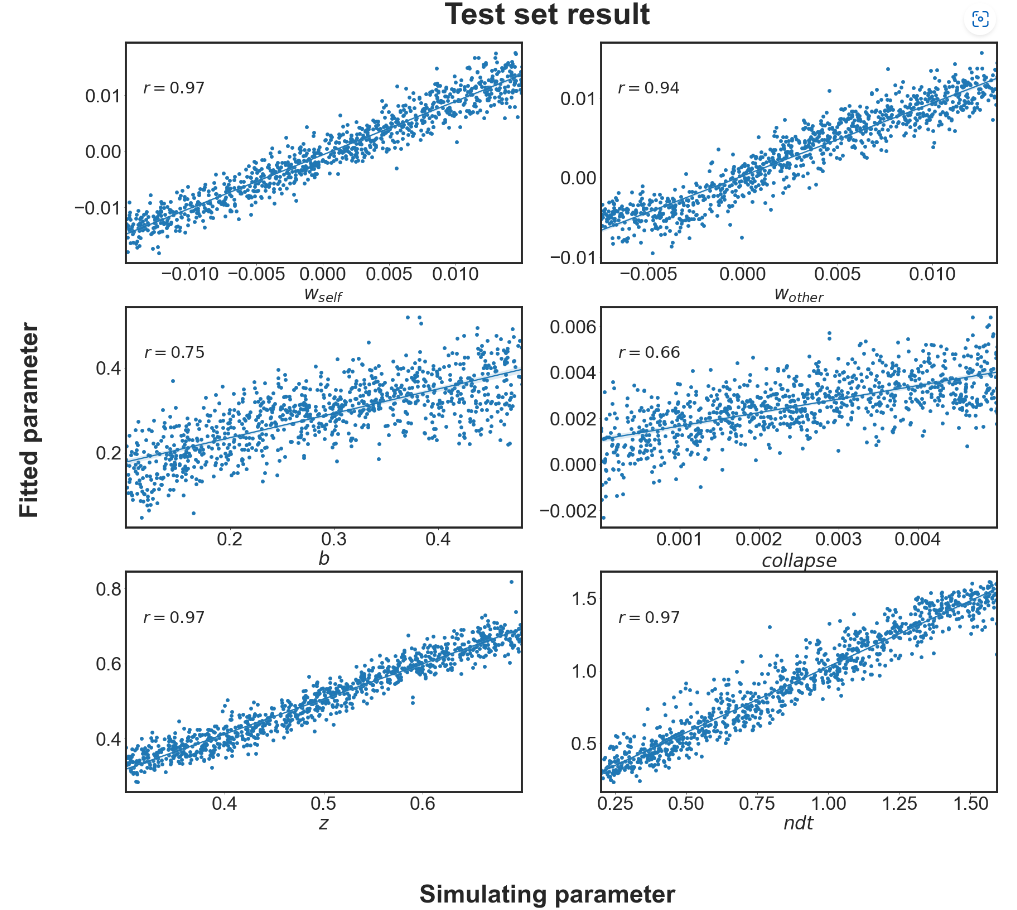 Test set result
r = 0.97
0.01
0.00
−0.01
−0.010 −0.005 0.000 0.005 0.010
w_self
r = 0.94
0.01
0.00
−0.01
−0.005 0.000 0.005 0.010
w_other
Fitted parameter
r = 0.75
0.4
0.2
0.2 0.3 0.4
b
r = 0.66
0.006
0.004
0.002
0.000
−0.002
0.001 0.002 0.003 0.004
collapse
r = 0.97
0.8
0.6
0.4
0.4 0.5 0.6
z
r = 0.97
1.5
1.0
0.5
0.25 0.50 0.75 1.00 1.25 1.50
ndt
Simulating parameter